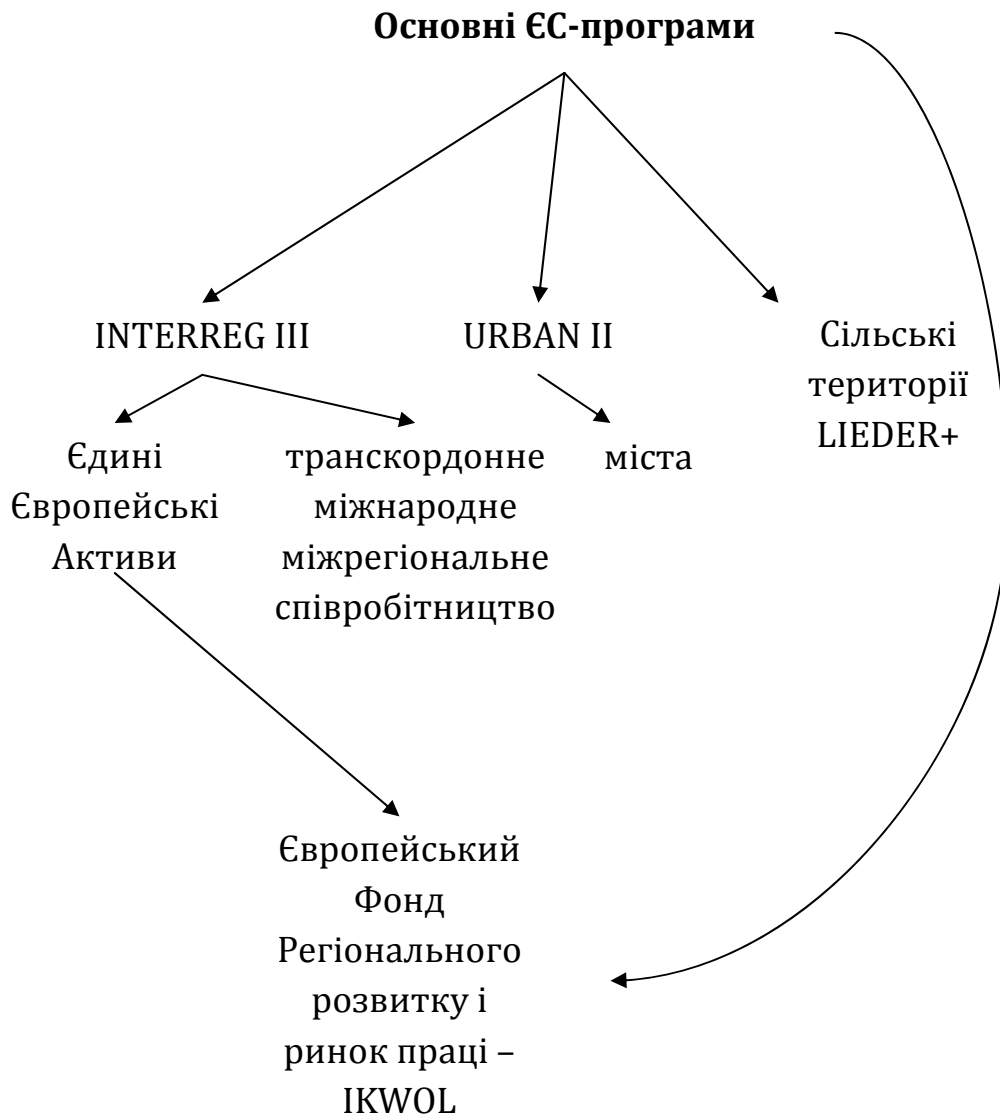 Основні ЄС-програми
INTERREG III
URBAN II
Сільські
території
LIEDER+
Єдині
Європейські
Активи
транскордонне
міжнародне
міжрегіональне
співробітництво
міста
Європейський
Фонд
Регіонального
розвитку і
ринок праці –
IKWOL